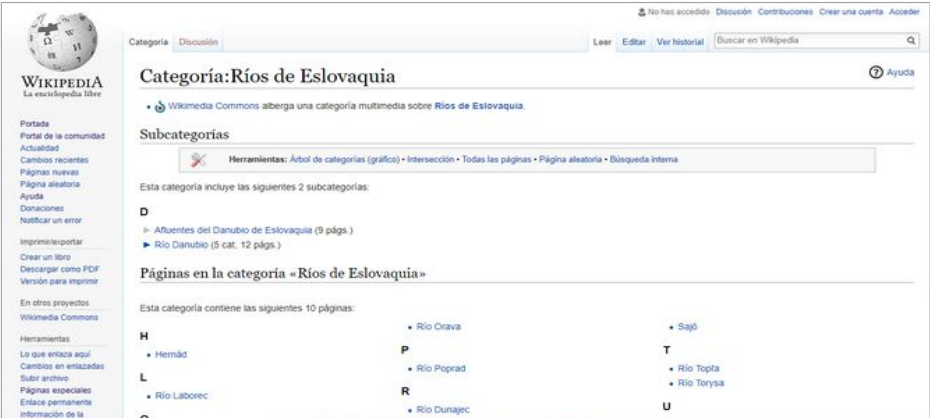 No has accedido Discusión Contribuciones Crear una cuenta Acceder
Categoría Discusión Leer Editar Ver historial Buscar en Wikipedia
WIKIPEDIA
La enciclopedia libre
Portada
Portal de la comunidad
Actualidad
Cambios recientes
Páginas nuevas
Página aleatoria
Ayuda
Donaciones
Notificar un error
Imprimir/exportar
Crear un libro
Descargar como PDF
Versión para imprimir
En otros proyectos
Wikimedia Commons
Herramientas
Lo que enlaza aquí
Cambios en enlazadas
Subir archivo
Páginas especiales
Enlace permanente
Información de la
Categoría:Ríos de Eslovaquia
Ayuda
Wikimedia Commons alberga una categoría multimedia sobre Ríos de Eslovaquia.
Subcategorías
Herramientas: Árbol de categorías (gráfico) • Intersección • Todas las páginas • Página aleatoria • Búsqueda interna
Esta categoría incluye las siguientes 2 subcategorías:
D
► Afluentes del Danubio de Eslovaquia (9 págs.)
► Río Danubio (5 cat, 12 págs.)
Páginas en la categoría «Ríos de Eslovaquia»
Esta categoría contiene las siguientes 10 páginas:
H
• Hernád
L
• Río Laborec
O
• Río Orava
P
• Río Poprad
R
• Río Dunajec
• Sajó
T
• Río Topľa
• Río Torysa
U